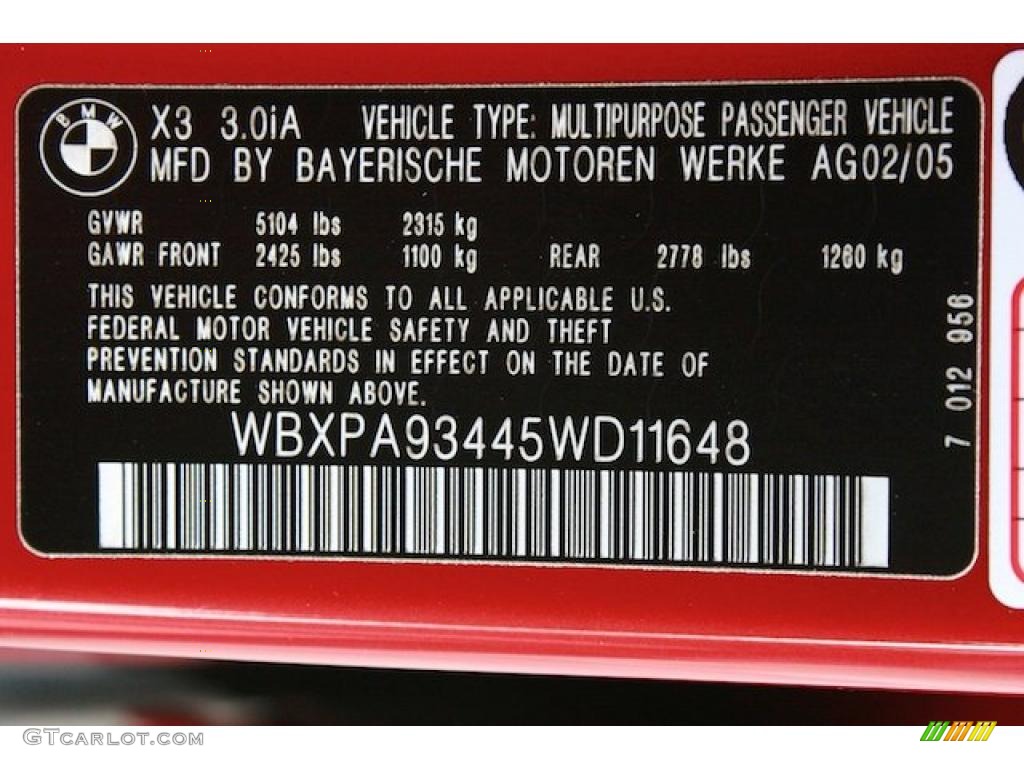 BMW
X3 3.0iA VEHICLE TYPE: MULTIPURPOSE PASSENGER VEHICLE
MFD BY BAYERISCHE MOTOREN WERKE AG02/05
GVWR 5104 lbs 2315 kg
GAWR FRONT 2425 lbs 1100 kg REAR 2778 lbs 1260 kg
THIS VEHICLE CONFORMS TO ALL APPLICABLE U.S.
FEDERAL MOTOR VEHICLE SAFETY AND THEFT
PREVENTION STANDARDS IN EFFECT ON THE DATE OF
MANUFACTURE SHOWN ABOVE.
WBXPA93445WD11648
7 012 956
GTCARLOT.COM